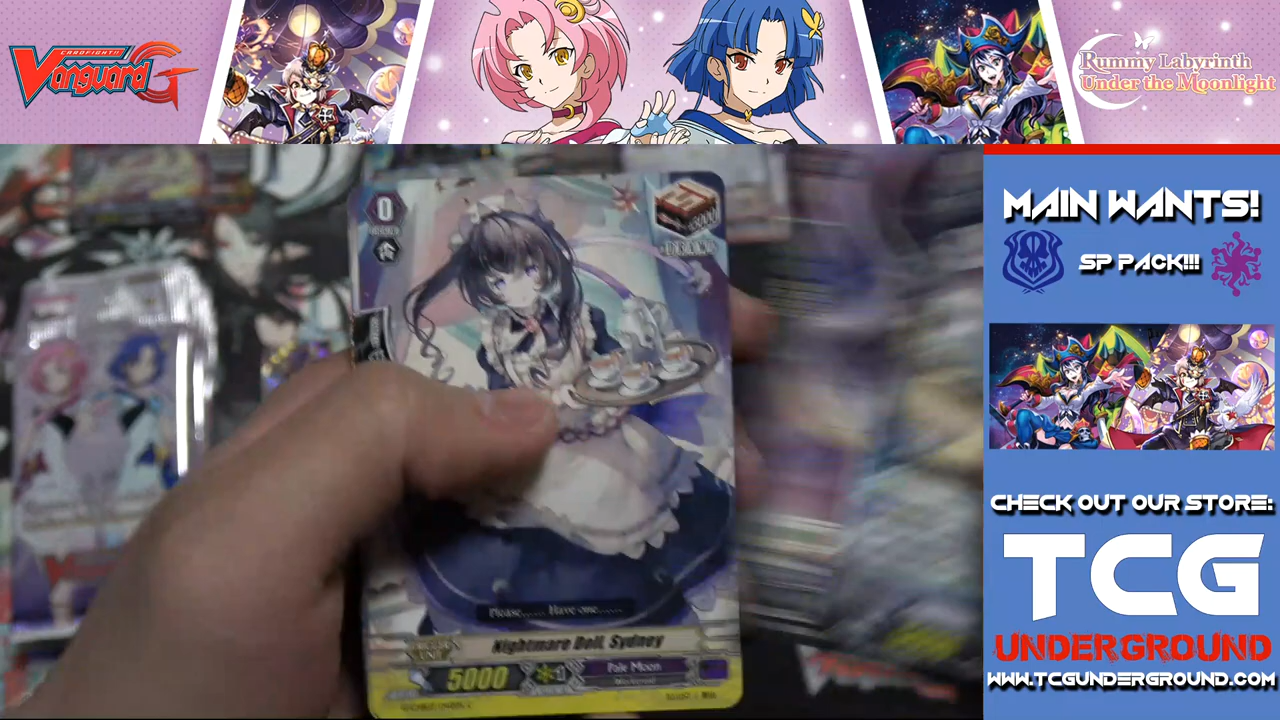 CARDFIGHT!!
VanguardG
Rummy Labyrinth
Under the Moonlight
MAIN WANTS!
SP PACK!!!
CHECK OUT OUR STORE:
TCG
UNDERGROUND
WWW.TCGUNDERGROUND.COM
0
DRAW
Please...... Have one......
Nightmare Doll, Sydney
5000
Pale Moon